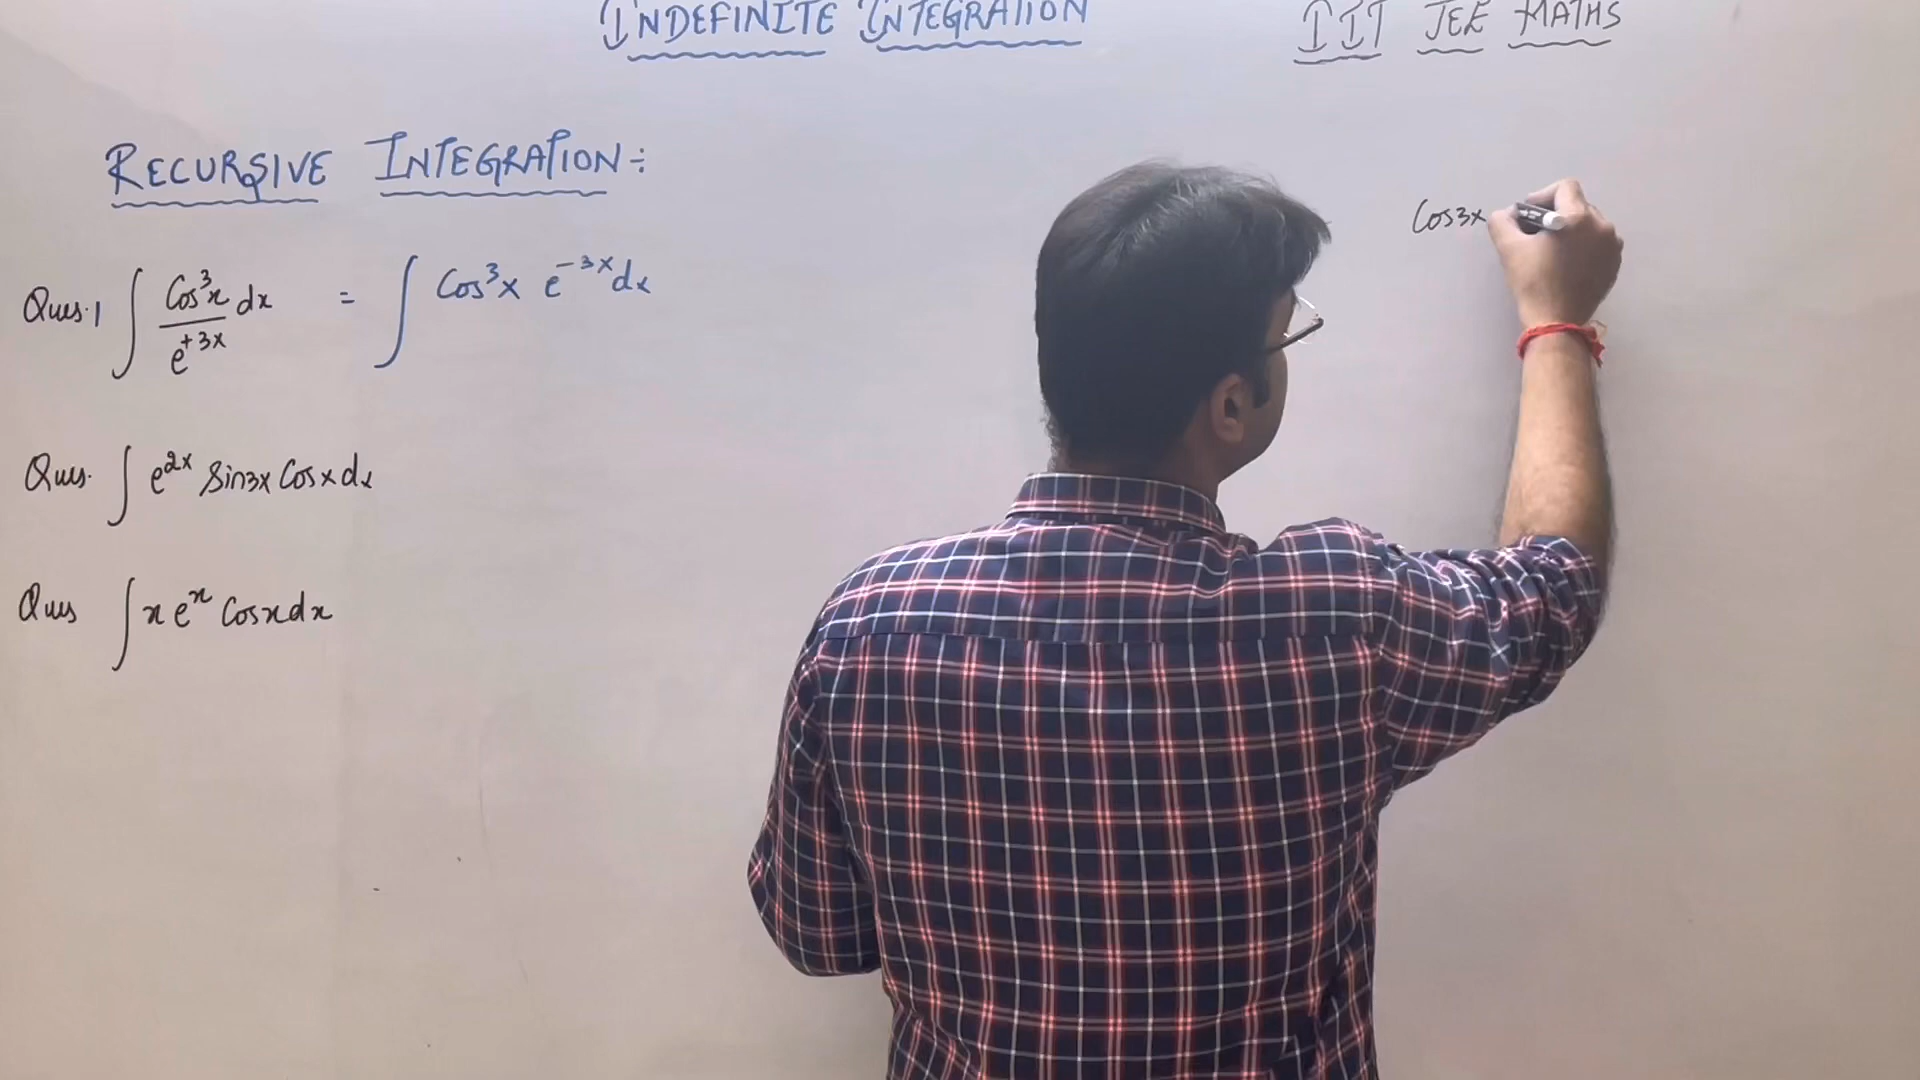 INDEFINITE INTEGRATION
IIT JEE MATHS
RECURSIVE INTEGRATION :
Ques.1 ∫ Cos³x / e^{+3x} dx = ∫ Cos³x e^{-3x} dx
Cos3x
Ques. ∫ e^{2x} Sin3x Cosx dx
Ques ∫ x e^x Cosx dx